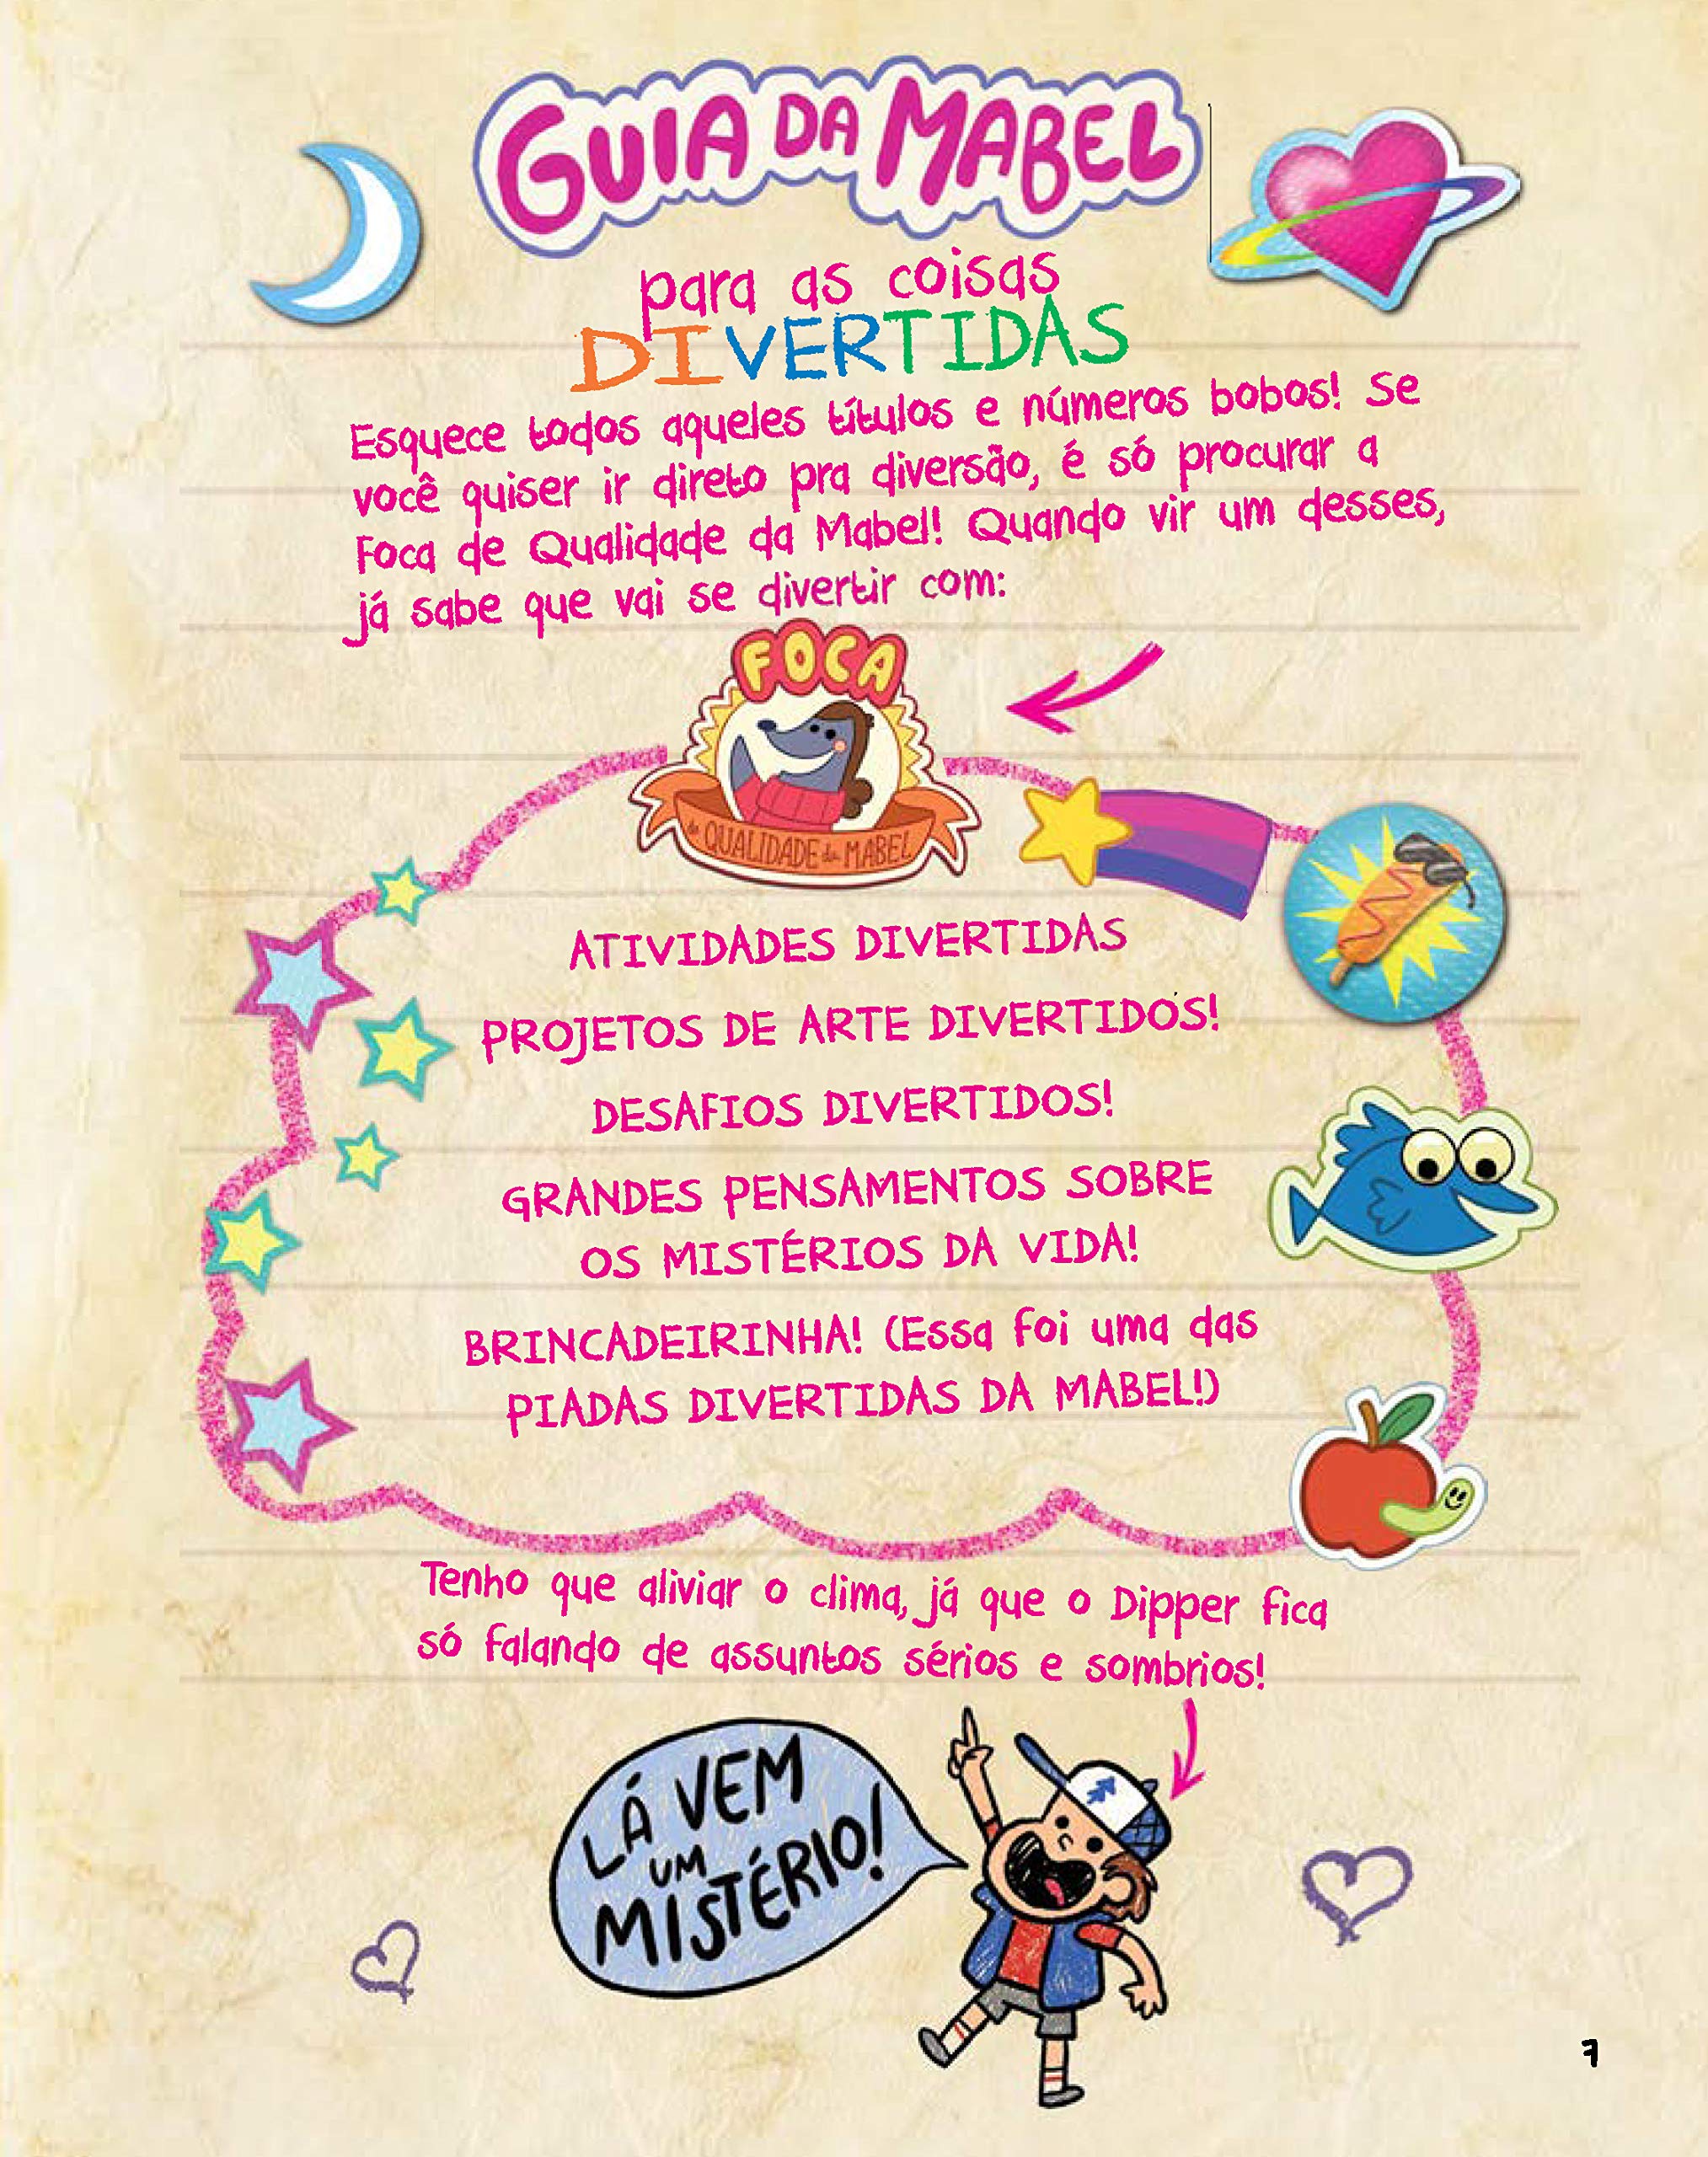 GUIA DA MABEL
para as coisas
DIVERTIDAS
Esquece todos aqueles títulos e números bobos! Se
você quiser ir direto pra diversão, é só procurar a
Foca de Qualidade da Mabel! Quando vir um desses,
já sabe que vai se divertir com:
FOCA
de QUALIDADE da MABEL
ATIVIDADES DIVERTIDAS
PROJETOS DE ARTE DIVERTIDOS!
DESAFIOS DIVERTIDOS!
GRANDES PENSAMENTOS SOBRE
OS MISTÉRIOS DA VIDA!
BRINCADEIRINHA! (Essa foi uma das
PIADAS DIVERTIDAS DA MABEL!)
Tenho que aliviar o clima, já que o Dipper fica
só falando de assuntos sérios e sombrios!
LÁ VEM
UM
MISTÉRIO!
7